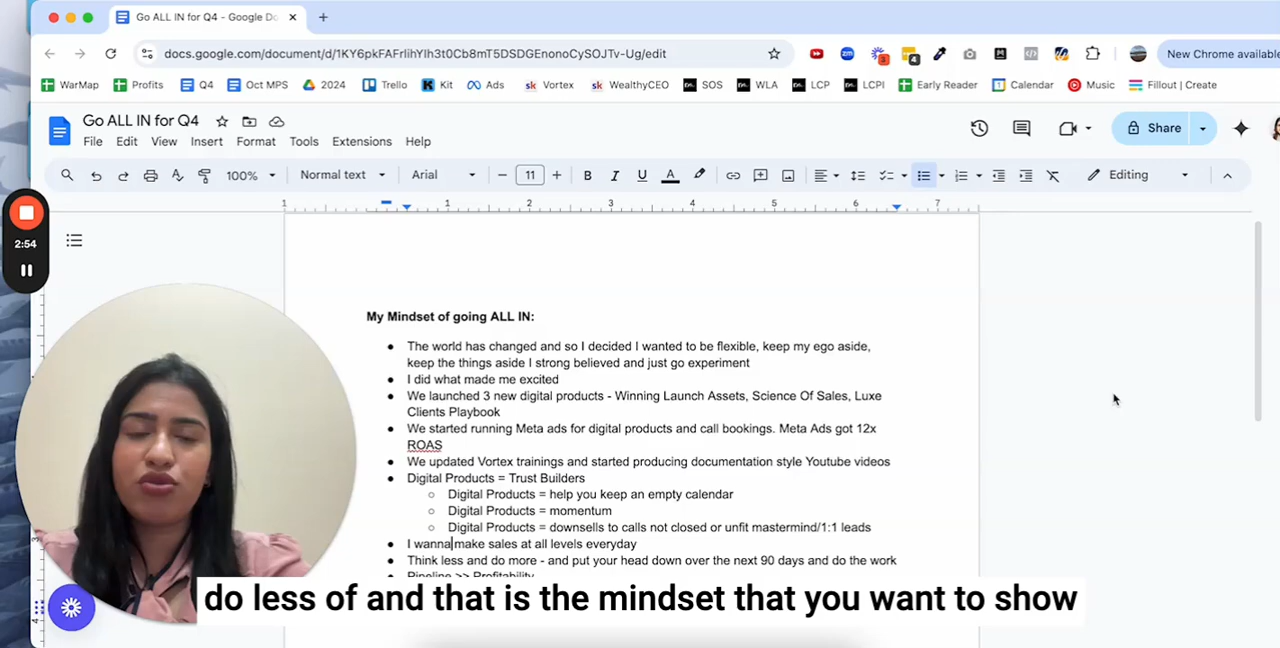 Go ALL IN for Q4 - Google Do
docs.google.com/document/d/1KY6pkFAFrlihYlh3t0Cb8mT5DSDGEnonoCySOJTv-Ug/edit
New Chrome available
WarMap Profits Q4 Oct MPS 2024 Trello Kit Ads Vortex WealthyCEO SOS WLA LCP LCPI Early Reader Calendar Music Fillout | Create
Go ALL IN for Q4
Share
File Edit View Insert Format Tools Extensions Help
100% Normal text Arial 11 Editing
1 1 2 3 4 5 6 7
2:54
My Mindset of going ALL IN:
The world has changed and so I decided I wanted to be flexible, keep my ego aside,
keep the things aside I strong believed and just go experiment
I did what made me excited
We launched 3 new digital products - Winning Launch Assets, Science Of Sales, Luxe
Clients Playbook
We started running Meta ads for digital products and call bookings. Meta Ads got 12x
ROAS
We updated Vortex trainings and started producing documentation style Youtube videos
Digital Products = Trust Builders
Digital Products = help you keep an empty calendar
Digital Products = momentum
Digital Products = downsells to calls not closed or unfit mastermind/1:1 leads
I wanna make sales at all levels everyday
Think less and do more - and put your head down over the next 90 days and do the work
Pipeline >> Profitability
do less of and that is the mindset that you want to show